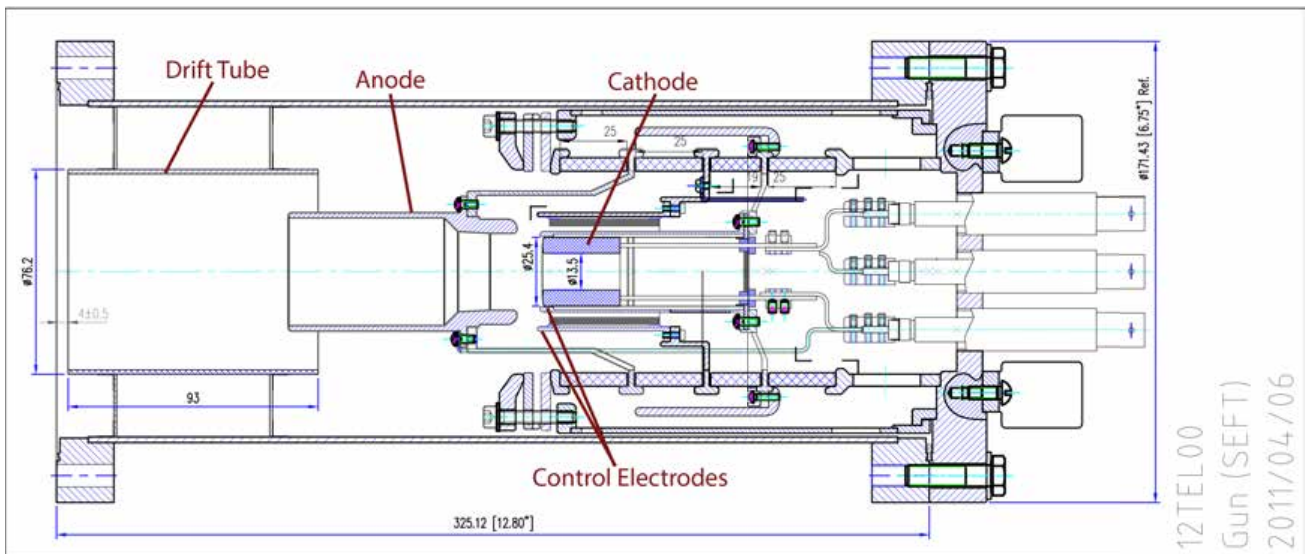 Drift Tube
Anode
Cathode
25
25
19
25
ø76.2
ø25.4
ø13.5
4±0.5
93
Control Electrodes
325.12 [12.80"]
ø171.43 [6.75"] Ref.
12TEL00
Gun (SEFT)
2011/04/06